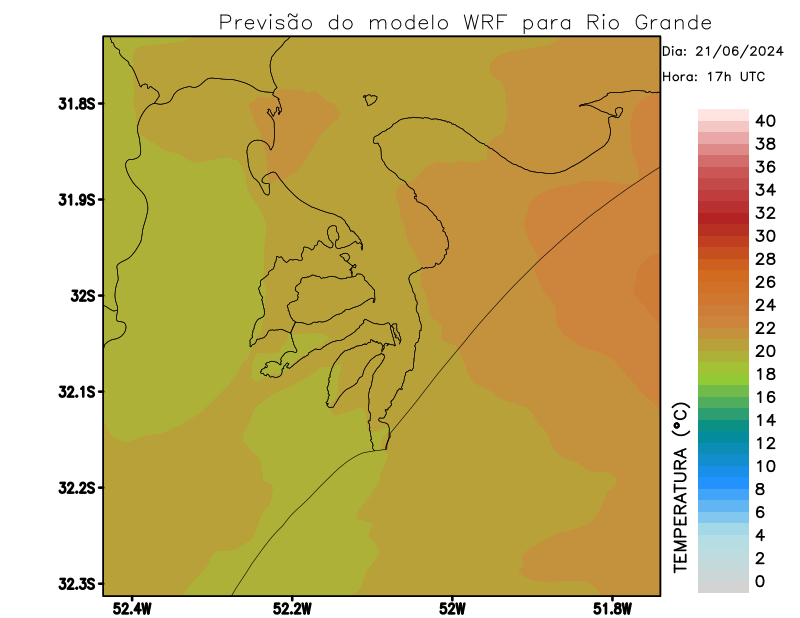 Previsão do modelo WRF para Rio Grande
Dia: 21/06/2024
Hora: 17h UTC
31.8S
31.9S
32S
32.1S
32.2S
32.3S
52.4W
52.2W
52W
51.8W
TEMPERATURA (°C)
40
38
36
34
32
30
28
26
24
22
20
18
16
14
12
10
8
6
4
2
0